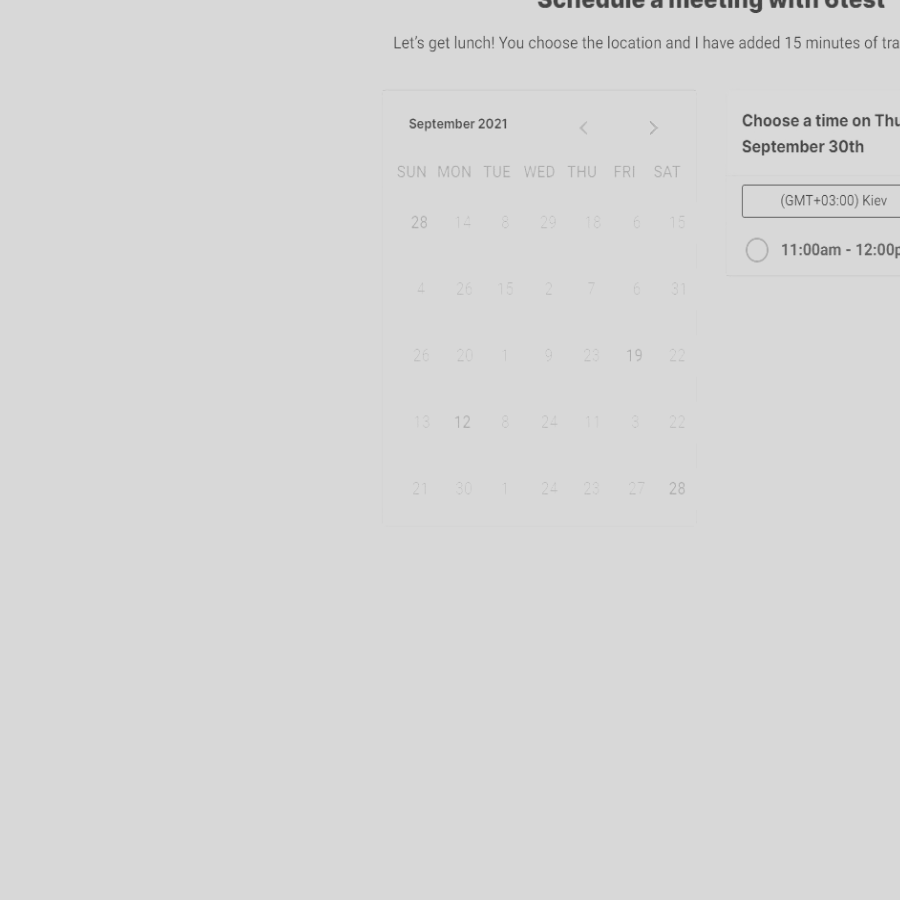 Schedule a meeting with 6test
Let's get lunch! You choose the location and I have added 15 minutes of tra
September 2021
SUN MON TUE WED THU FRI SAT
28 14 8 29 18 6 15
4 26 15 2 7 6 31
26 20 1 9 23 19 22
13 12 8 24 11 3 22
21 30 1 24 23 27 28
Choose a time on Thu
September 30th
(GMT+03:00) Kiev
11:00am - 12:00p